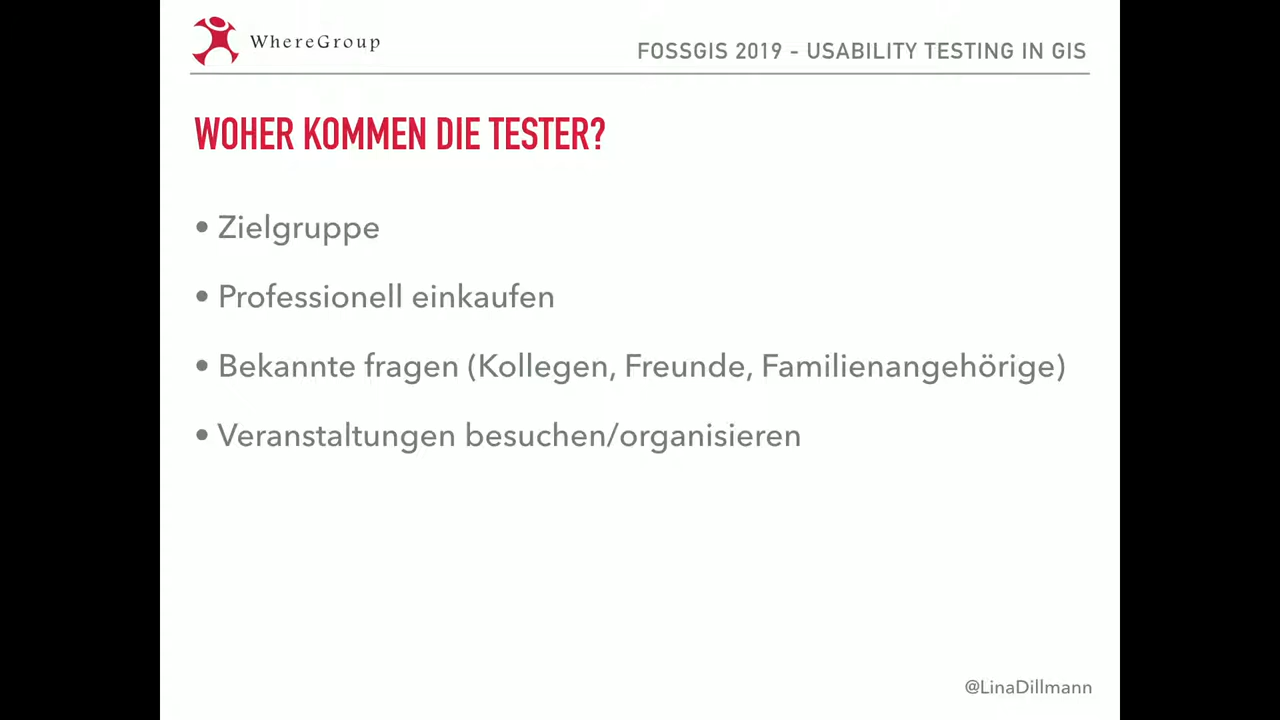 WhereGroup
FOSSGIS 2019 - USABILITY TESTING IN GIS
WOHER KOMMEN DIE TESTER?
• Zielgruppe
• Professionell einkaufen
• Bekannte fragen (Kollegen, Freunde, Familienangehörige)
• Veranstaltungen besuchen/organisieren
@LinaDillmann